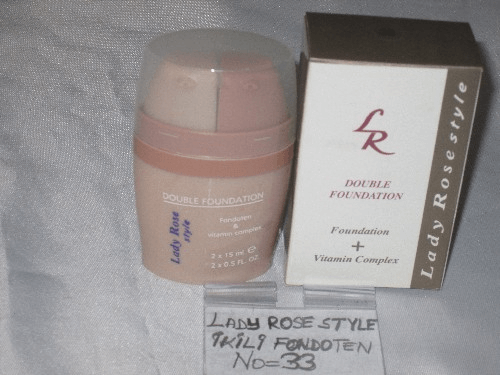 Lady Rose
style
DOUBLE FOUNDATION
fondoten
&
vitamin complex
2 x 15 ml e
2 x 0.5 FL. OZ
LR
DOUBLE
FOUNDATION
Foundation
+
Vitamin Complex
Lady Rose style
LADY ROSE STYLE
İKİLİ FONDOTEN
No=33